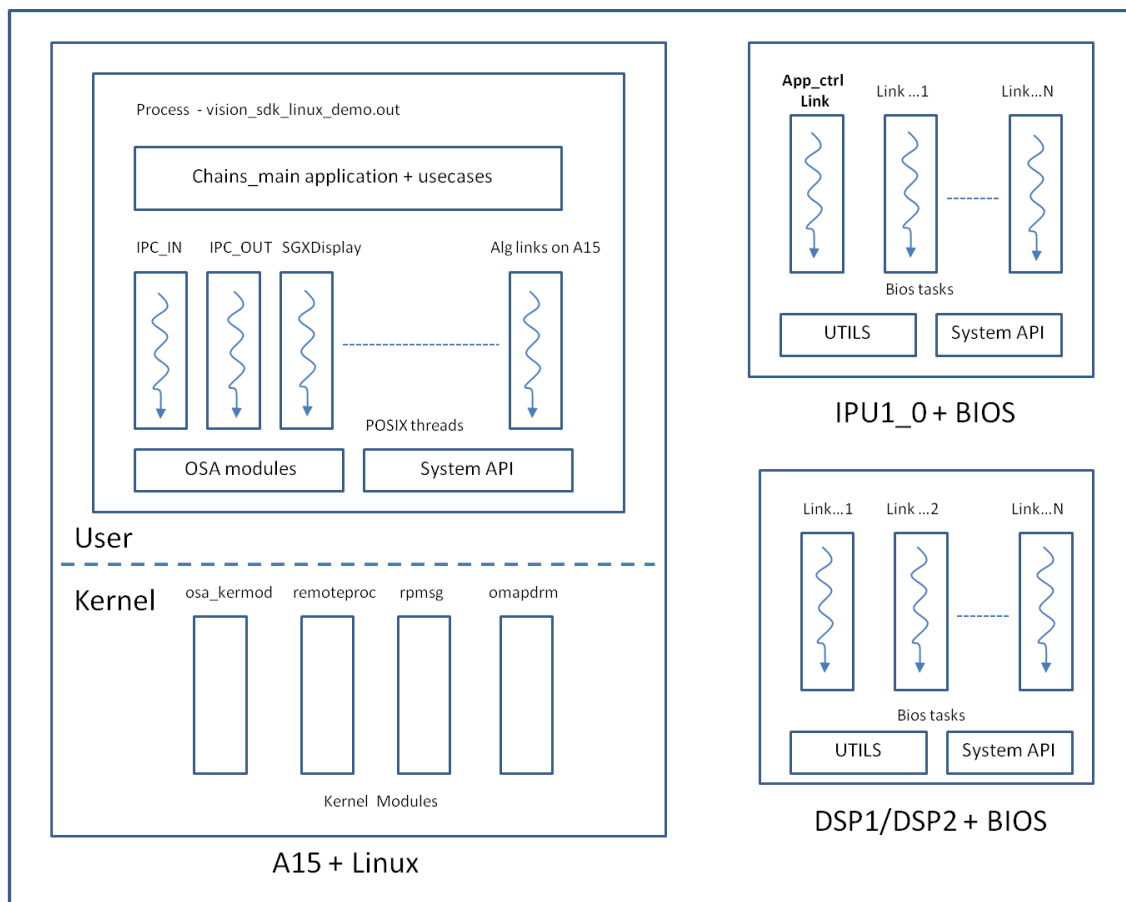 Process - vision_sdk_linux_demo.out
Chains_main application + usecases
IPC_IN
IPC_OUT
SGXDisplay
Alg links on A15
POSIX threads
OSA modules
System API
User
Kernel
osa_kermod
remoteproc
rpmsg
omapdrm
Kernel Modules
A15 + Linux
App_ctrl
Link
Link ...1
Link...N
Bios tasks
UTILS
System API
IPU1_0 + BIOS
Link...1
Link ...2
Link...N
Bios tasks
UTILS
System API
DSP1/DSP2 + BIOS